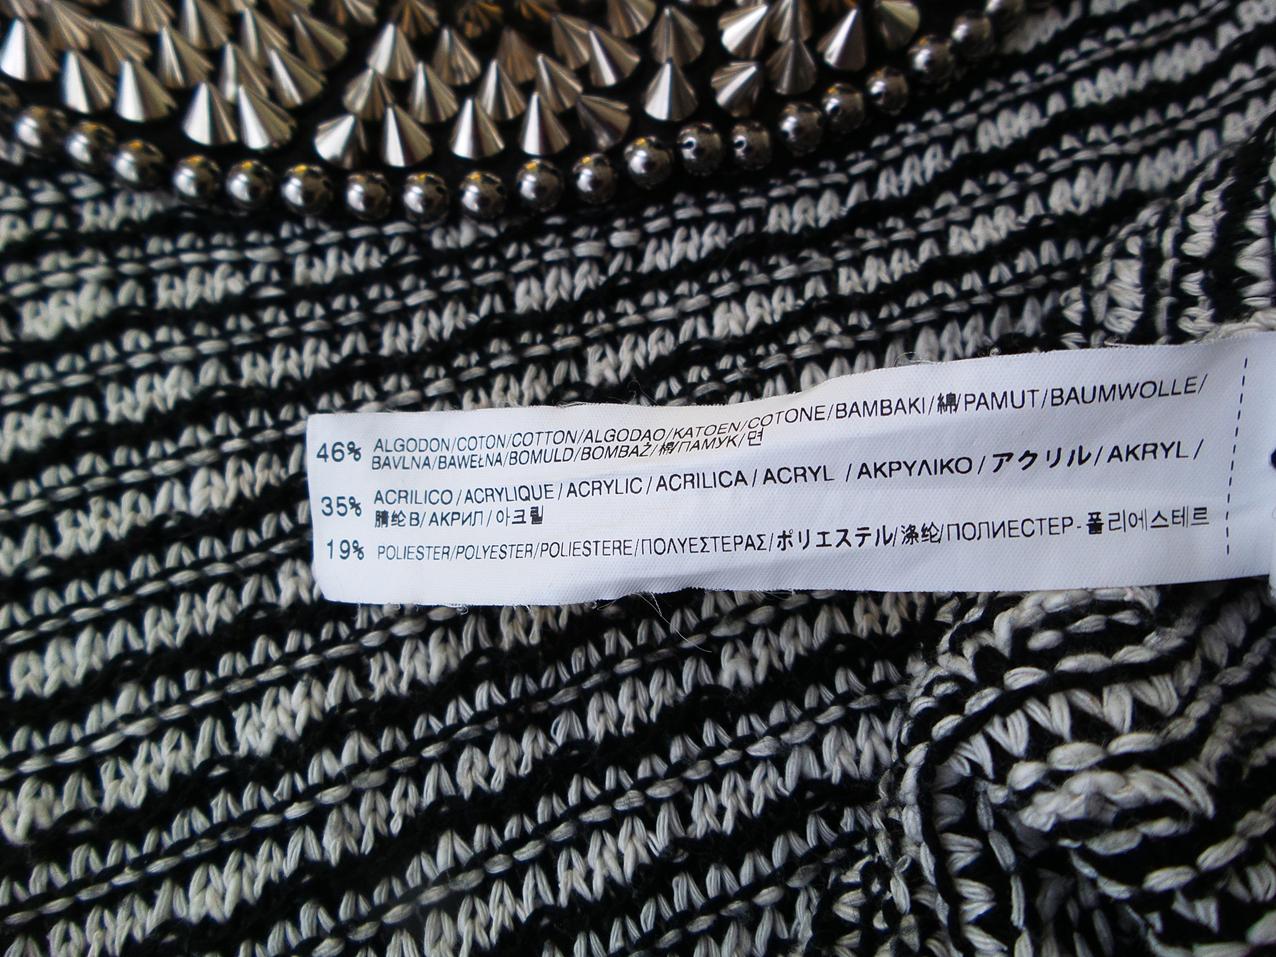 46% ALGODON/COTON/COTTON/ALGODAO/KATOEN/COTONE/BAMBAKI/綿/PAMUT/BAUMWOLLE/
BAVLNA/BAWEŁNA/BOMULD/BOMBAŽ/棉/ПАМУК/면
35% ACRILICO/ACRYLIQUE/ACRYLIC/ACRILICA/ACRYL /AKPYΛIKO/アクリル/AKRYL/
腈纶B/АКРИЛ/아크릴
19% POLIESTER/POLYESTER/POLIESTERE/ΠΟΛΥΕΣΤΕΡΑΣ/ポリエステル/涤纶/ПОЛИЕСТЕР-폴리에스테르